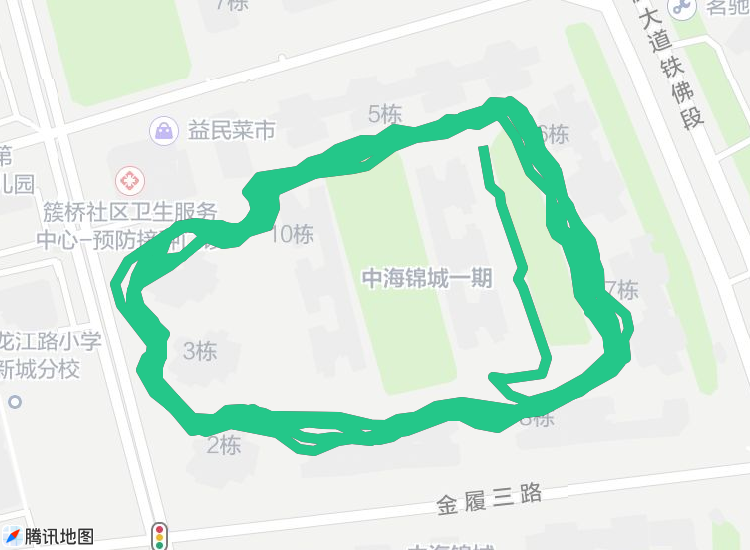 7栋
名驰
大道铁佛段
5栋
6栋
益民菜市
第
儿园
簇桥社区卫生服务
中心-预防接种门
10栋
中海锦城一期
7栋
龙江路小学
新城分校
3栋
2栋
8栋
金履三路
腾讯地图
中海锦城